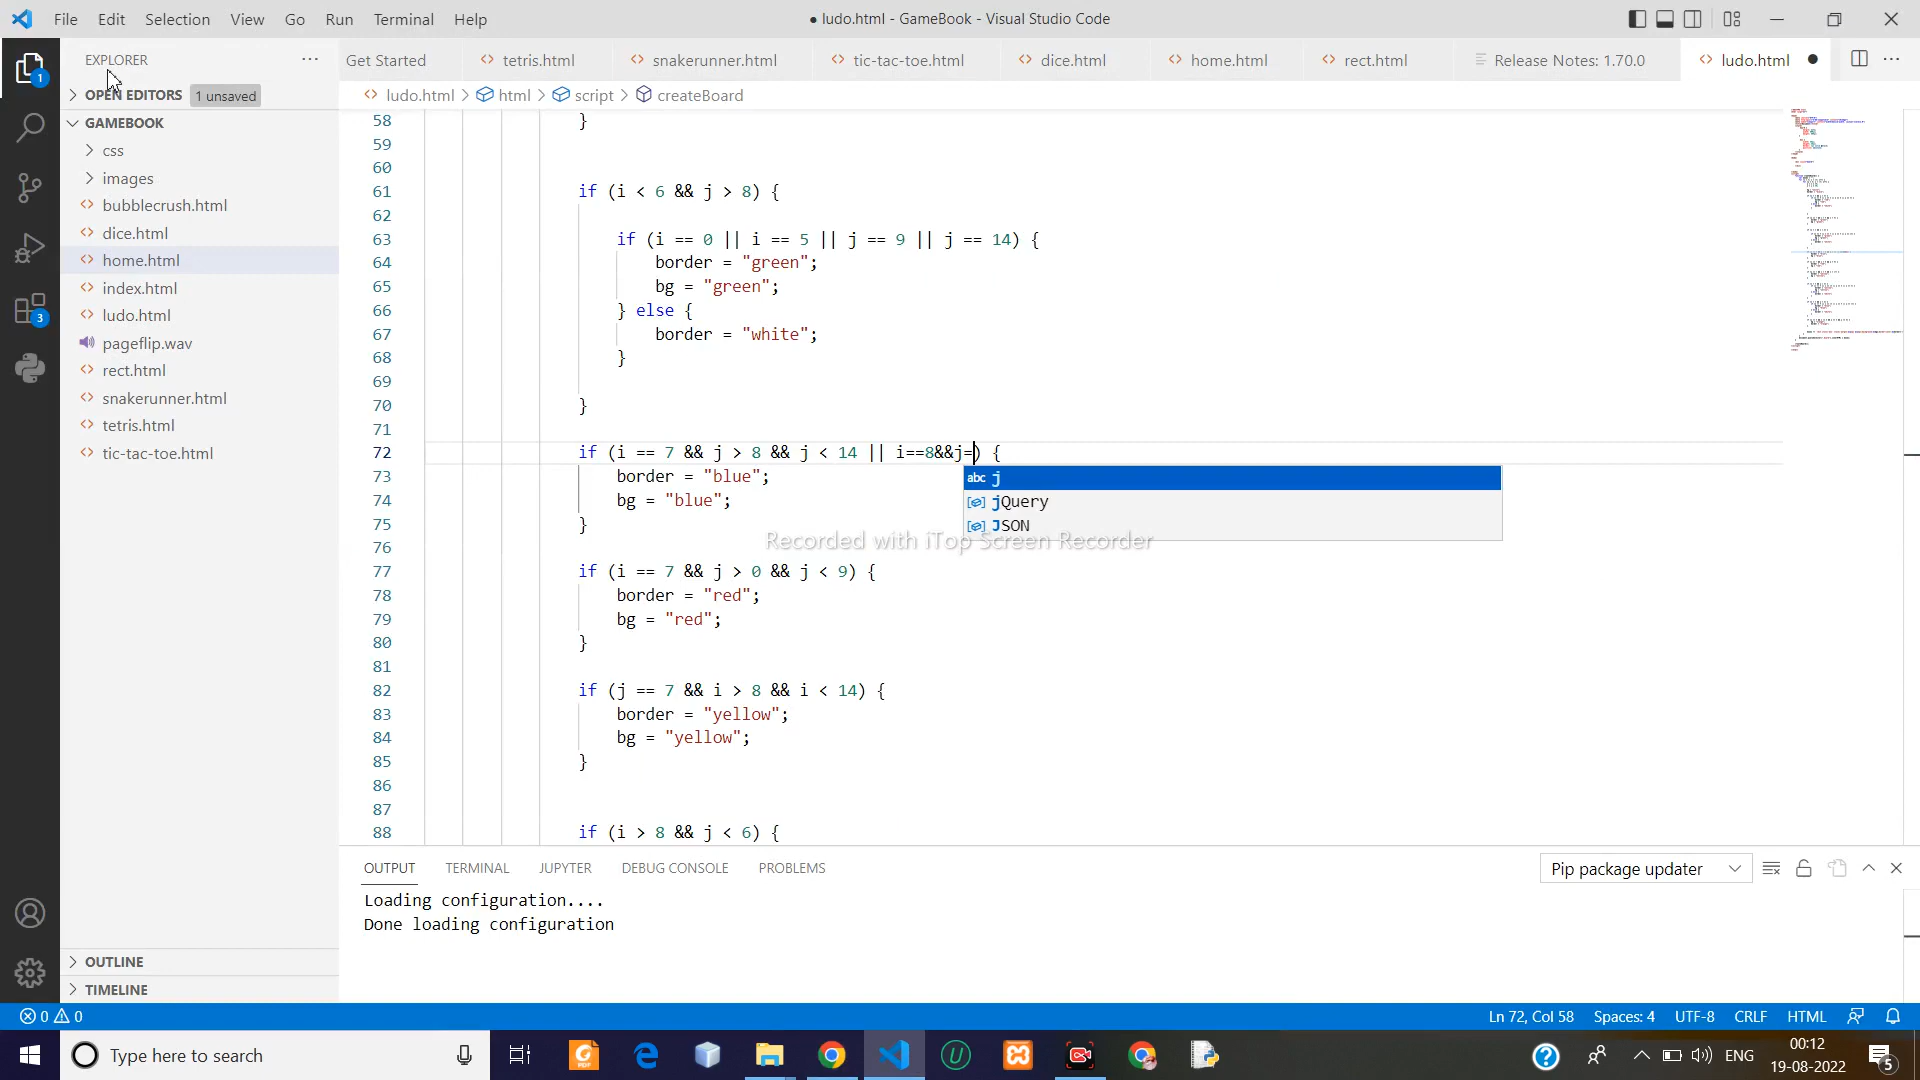 File Edit Selection View Go Run Terminal Help
● ludo.html - GameBook - Visual Studio Code
EXPLORER
Get Started tetris.html snakerunner.html tic-tac-toe.html dice.html home.html rect.html Release Notes: 1.70.0 ludo.html
1
OPEN EDITORS 1 unsaved
ludo.html > html > script > createBoard
GAMEBOOK
css
images
bubblecrush.html
dice.html
home.html
index.html
ludo.html
pageflip.wav
rect.html
snakerunner.html
tetris.html
tic-tac-toe.html
3
58 }
59
60
61 if (i < 6 && j > 8) {
62
63 if (i == 0 || i == 5 || j == 9 || j == 14) {
64 border = "green";
65 bg = "green";
66 } else {
67 border = "white";
68 }
69
70 }
71
72 if (i == 7 && j > 8 && j < 14 || i==8&&j=) {
73 border = "blue";
74 bg = "blue";
75 }
76
77 if (i == 7 && j > 0 && j < 9) {
78 border = "red";
79 bg = "red";
80 }
81
82 if (j == 7 && i > 8 && i < 14) {
83 border = "yellow";
84 bg = "yellow";
85 }
86
87
88 if (i > 8 && j < 6) {
abc j
jQuery
JSON
Recorded with iTop Screen Recorder
OUTPUT TERMINAL JUPYTER DEBUG CONSOLE PROBLEMS
Pip package updater
Loading configuration....
Done loading configuration
OUTLINE
TIMELINE
0 0
Ln 72, Col 58 Spaces: 4 UTF-8 CRLF HTML
Type here to search
ENG
00:12
19-08-2022
5